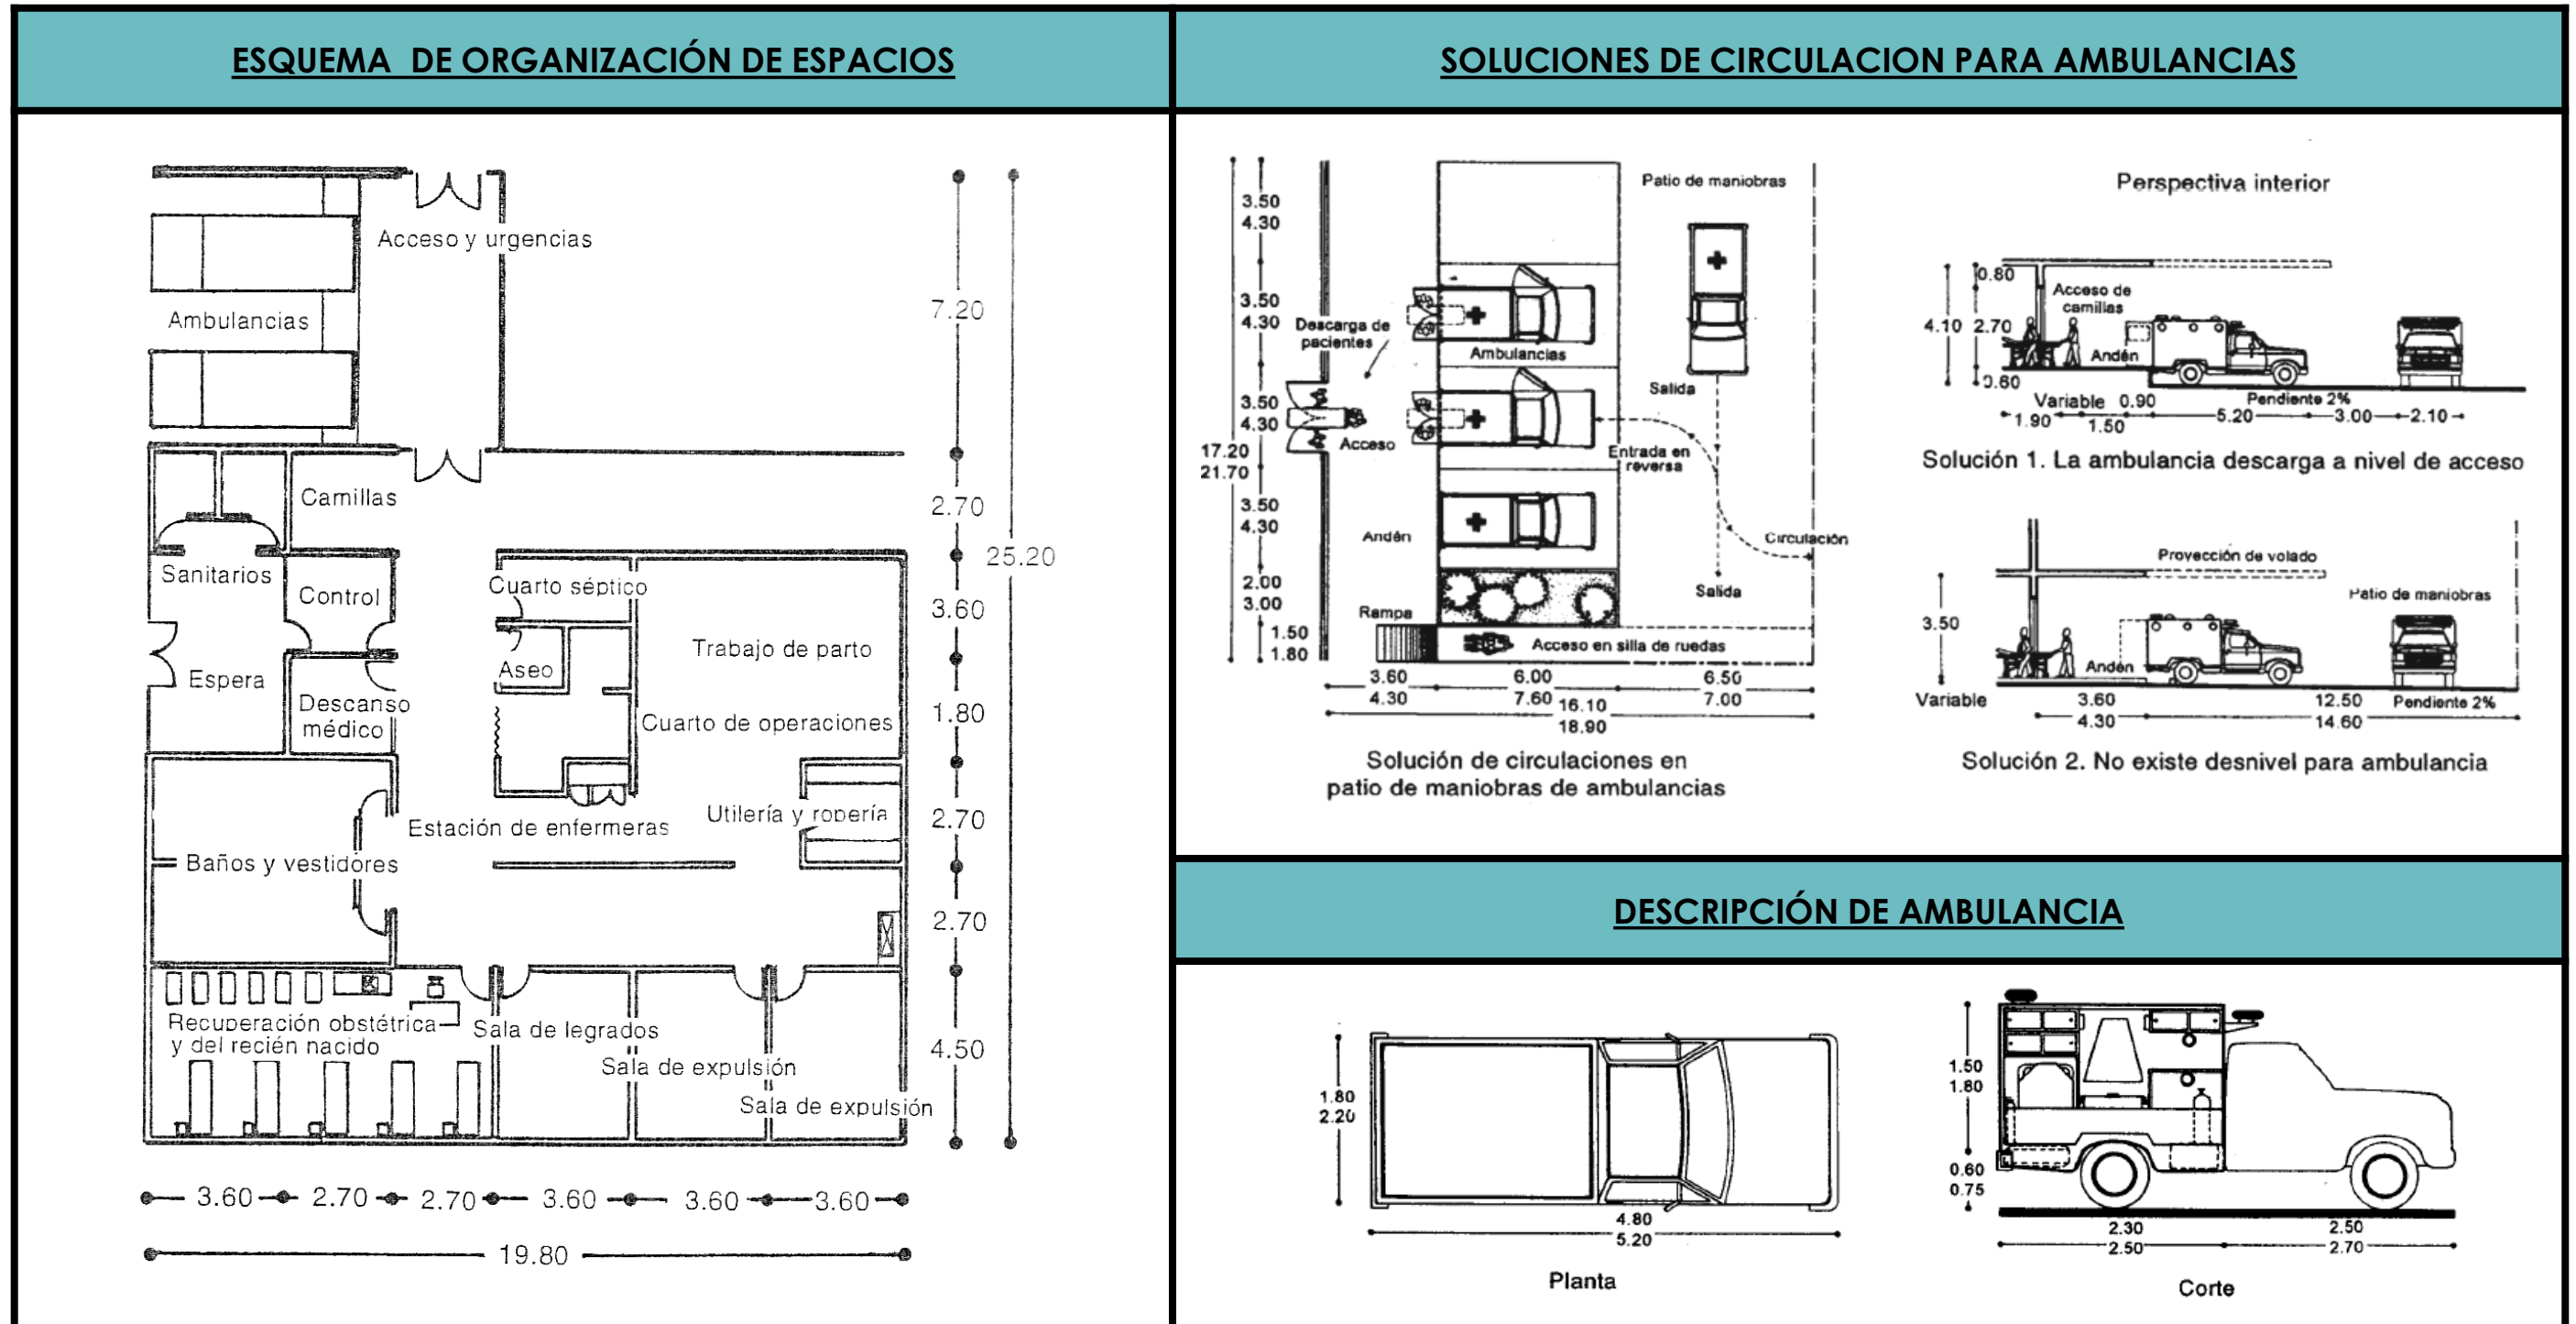 ESQUEMA DE ORGANIZACIÓN DE ESPACIOS
Acceso y urgencias
Ambulancias
7.20
Camillas
2.70
25.20
Sanitarios
Control
Cuarto séptico
3.60
Trabajo de parto
Aseo
Espera
Descanso
médico
1.80
Cuarto de operaciones
Utilería y ropería
2.70
Estación de enfermeras
Baños y vestidores
2.70
Recuperación obstétrica
y del recién nacido
Sala de legrados
4.50
Sala de expulsión
Sala de expulsión
3.60 2.70 2.70 3.60 3.60 3.60
19.80
SOLUCIONES DE CIRCULACION PARA AMBULANCIAS
Patio de maniobras
3.50
4.30
3.50
4.30
Descarga de
pacientes
Ambulancias
Salida
3.50
4.30
Acceso
17.20
21.70
Entrada en
reversa
3.50
4.30
Andén
Circulación
2.00
3.00
Salida
Rampa
1.50
1.80
Acceso en silla de ruedas
3.60 6.00 6.50
4.30 7.60 7.00
16.10
18.90
Solución de circulaciones en
patio de maniobras de ambulancias
Perspectiva interior
0.80
Acceso de
camillas
4.10 2.70
Andén
0.60
Variable 0.90 Pendiente 2%
1.90 1.50 5.20 3.00 2.10
Solución 1. La ambulancia descarga a nivel de acceso
Proyección de volado
Patio de maniobras
3.50
Andén
Variable 3.60 12.50 Pendiente 2%
4.30 14.60
Solución 2. No existe desnivel para ambulancia
DESCRIPCIÓN DE AMBULANCIA
1.80
2.20
4.80
5.20
Planta
1.50
1.80
0.60
0.75
2.30 2.50
2.50 2.70
Corte